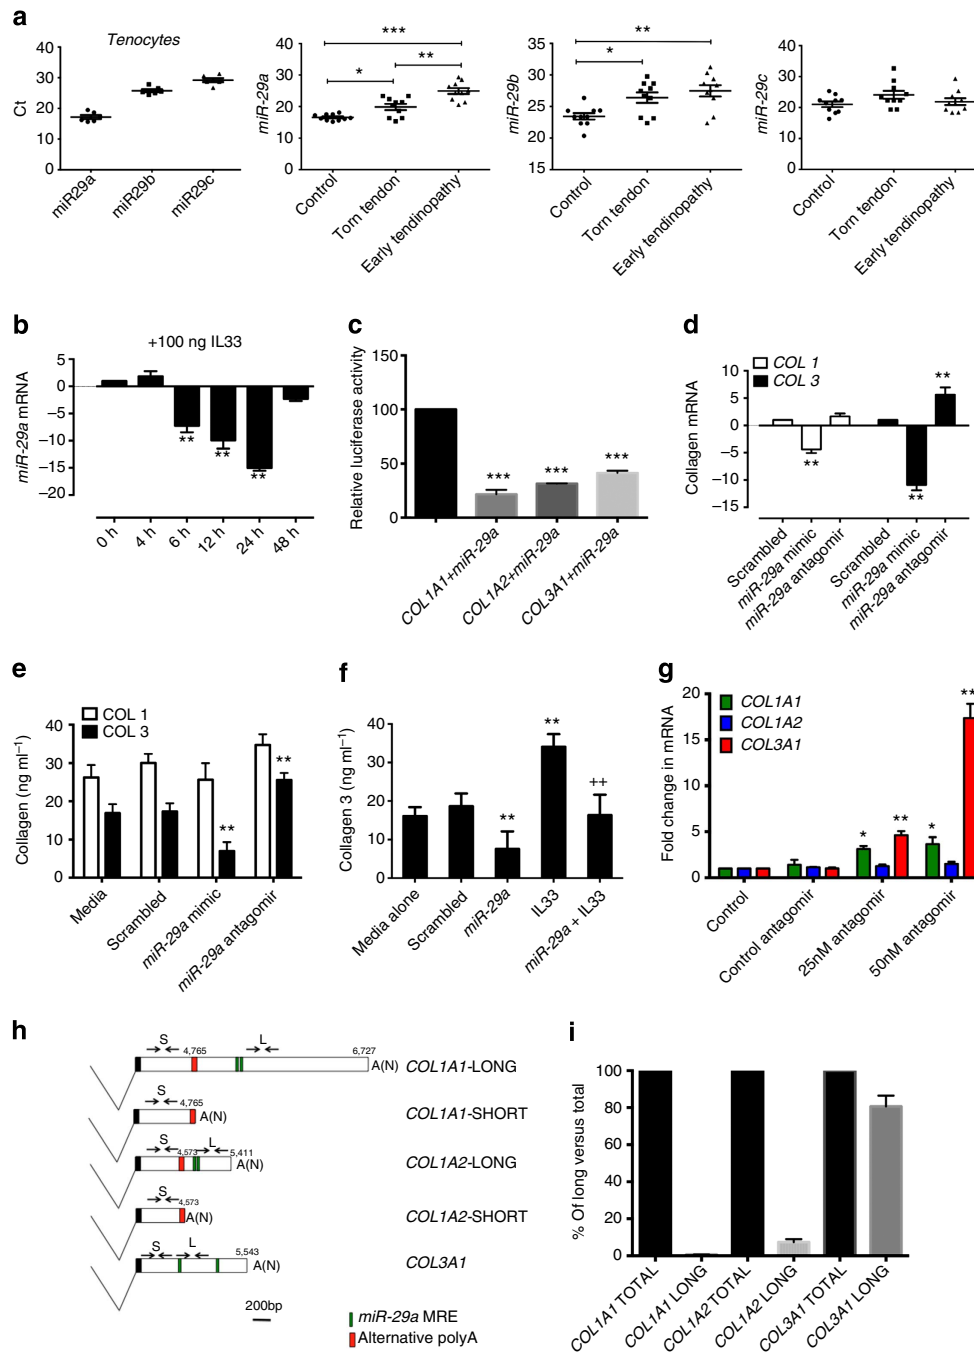 a
Tenocytes
***
*
**
**
*
40
30
20
10
0
Ct
miR29a
miR29b
miR29c
40
30
20
10
0
miR-29a
Control
Torn tendon
Early tendinopathy
35
30
25
20
15
miR-29b
Control
Torn tendon
Early tendinopathy
40
30
20
10
0
miR-29c
Control
Torn tendon
Early tendinopathy
b
+100 ng IL33
5
0
−5
−10
−15
−20
miR-29a mRNA
**
**
**
0 h
4 h
6 h
12 h
24 h
48 h
c
150
100
50
0
Relative luciferase activity
***
***
***
COL1A1+miR-29a
COL1A2+miR-29a
COL3A1+miR-29a
d
COL 1
COL 3
10
5
0
−5
−10
−15
Collagen mRNA
**
**
**
Scrambled
miR-29a mimic
miR-29a antagomir
Scrambled
miR-29a mimic
miR-29a antagomir
e
COL 1
COL 3
40
30
20
10
0
Collagen (ng ml−1)
**
**
Media
Scrambled
miR-29a mimic
miR-29a antagomir
f
40
30
20
10
0
Collagen 3 (ng ml−1)
**
**
++
Media alone
Scrambled
miR-29a
IL33
miR-29a + IL33
g
COL1A1
COL1A2
COL3A1
20
15
10
5
0
Fold change in mRNA
*
**
*
**
Control
Control antagomir
25nM antagomir
50nM antagomir
h
S
4,765
L
6,727
A(N)
COL1A1-LONG
S
4,765
A(N)
COL1A1-SHORT
S
4,573
L
5,411
A(N)
COL1A2-LONG
S
4,573
A(N)
COL1A2-SHORT
S
L
5,543
A(N)
COL3A1
200bp
miR-29a MRE
Alternative polyA
i
100
80
60
40
20
0
% Of long versus total
COL1A1 TOTAL
COL1A1 LONG
COL1A2 TOTAL
COL1A2 LONG
COL3A1 TOTAL
COL3A1 LONG